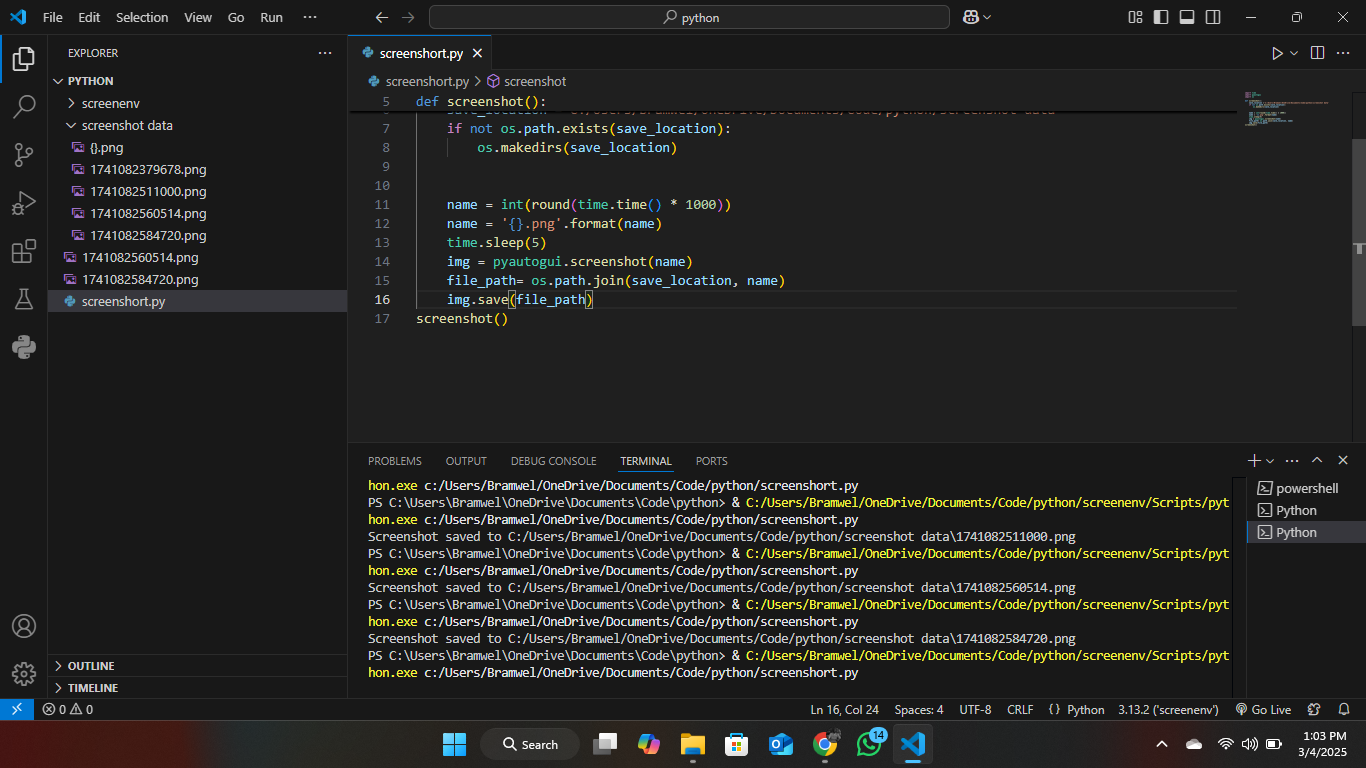 File Edit Selection View Go Run ···
python
EXPLORER ···
PYTHON
screenenv
screenshot data
{}.png
1741082379678.png
1741082511000.png
1741082560514.png
1741082584720.png
1741082560514.png
1741082584720.png
screenshort.py
OUTLINE
TIMELINE
screenshort.py
screenshort.py > screenshot
5 def screenshot():
7 if not os.path.exists(save_location):
8 os.makedirs(save_location)
9
10
11 name = int(round(time.time() * 1000))
12 name = '{}.png'.format(name)
13 time.sleep(5)
14 img = pyautogui.screenshot(name)
15 file_path= os.path.join(save_location, name)
16 img.save(file_path)
17 screenshot()
PROBLEMS OUTPUT DEBUG CONSOLE TERMINAL PORTS
hon.exe c:/Users/Bramwel/OneDrive/Documents/Code/python/screenshort.py
PS C:\Users\Bramwel\OneDrive\Documents\Code\python> & C:/Users/Bramwel/OneDrive/Documents/Code/python/screenenv/Scripts/pyt
hon.exe c:/Users/Bramwel/OneDrive/Documents/Code/python/screenshort.py
Screenshot saved to C:/Users/Bramwel/OneDrive/Documents/Code/python/screenshot data\1741082511000.png
PS C:\Users\Bramwel\OneDrive\Documents\Code\python> & C:/Users/Bramwel/OneDrive/Documents/Code/python/screenenv/Scripts/pyt
hon.exe c:/Users/Bramwel/OneDrive/Documents/Code/python/screenshort.py
Screenshot saved to C:/Users/Bramwel/OneDrive/Documents/Code/python/screenshot data\1741082560514.png
PS C:\Users\Bramwel\OneDrive\Documents\Code\python> & C:/Users/Bramwel/OneDrive/Documents/Code/python/screenenv/Scripts/pyt
hon.exe c:/Users/Bramwel/OneDrive/Documents/Code/python/screenshort.py
Screenshot saved to C:/Users/Bramwel/OneDrive/Documents/Code/python/screenshot data\1741082584720.png
PS C:\Users\Bramwel\OneDrive\Documents\Code\python> & C:/Users/Bramwel/OneDrive/Documents/Code/python/screenenv/Scripts/pyt
hon.exe c:/Users/Bramwel/OneDrive/Documents/Code/python/screenshort.py
powershell
Python
Python
0 0 Ln 16, Col 24 Spaces: 4 UTF-8 CRLF {} Python 3.13.2 ('screenenv') Go Live
Search
14
1:03 PM
3/4/2025